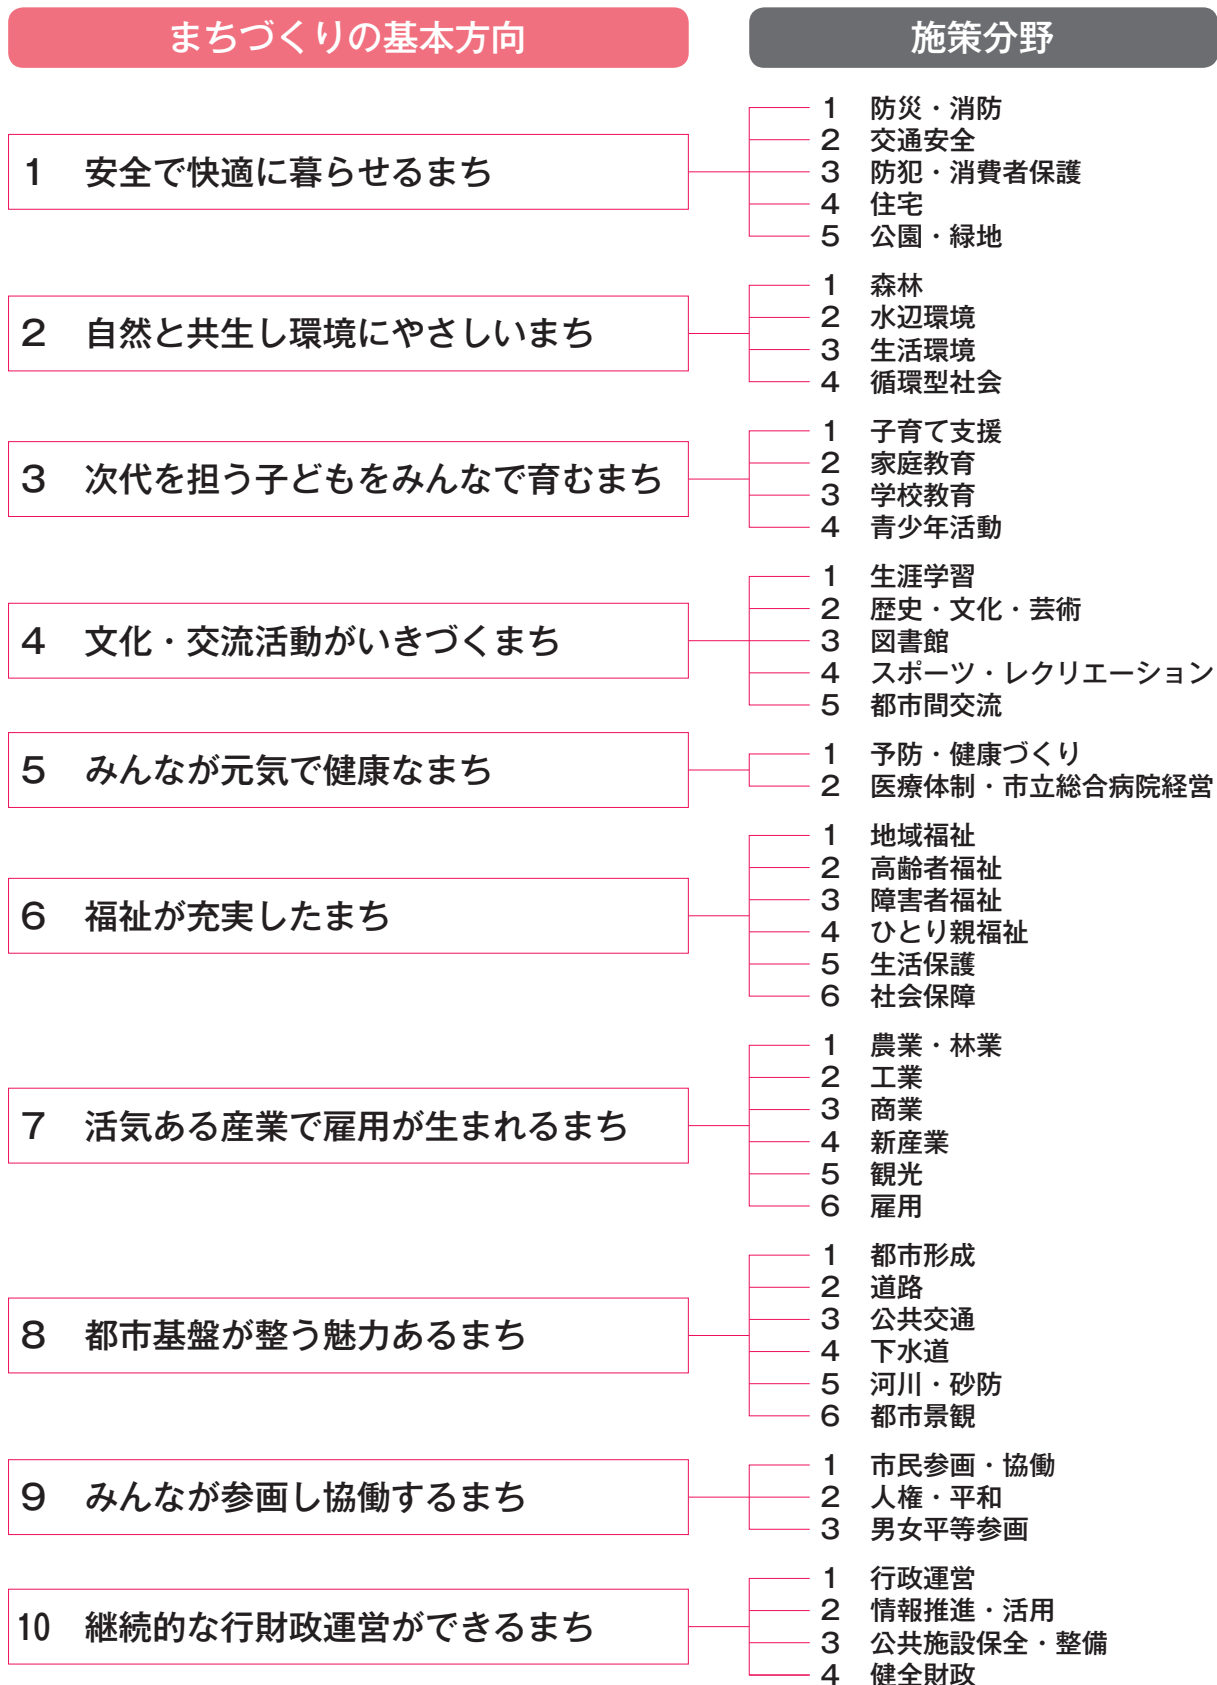 まちづくりの基本方向
施策分野
1 安全で快適に暮らせるまち
1 防災・消防
2 交通安全
3 防犯・消費者保護
4 住宅
5 公園・緑地
2 自然と共生し環境にやさしいまち
1 森林
2 水辺環境
3 生活環境
4 循環型社会
3 次代を担う子どもをみんなで育むまち
1 子育て支援
2 家庭教育
3 学校教育
4 青少年活動
4 文化・交流活動がいきづくまち
1 生涯学習
2 歴史・文化・芸術
3 図書館
4 スポーツ・レクリエーション
5 都市間交流
5 みんなが元気で健康なまち
1 予防・健康づくり
2 医療体制・市立総合病院経営
6 福祉が充実したまち
1 地域福祉
2 高齢者福祉
3 障害者福祉
4 ひとり親福祉
5 生活保護
6 社会保障
7 活気ある産業で雇用が生まれるまち
1 農業・林業
2 工業
3 商業
4 新産業
5 観光
6 雇用
8 都市基盤が整う魅力あるまち
1 都市形成
2 道路
3 公共交通
4 下水道
5 河川・砂防
6 都市景観
9 みんなが参画し協働するまち
1 市民参画・協働
2 人権・平和
3 男女平等参画
10 継続的な行財政運営ができるまち
1 行政運営
2 情報推進・活用
3 公共施設保全・整備
4 健全財政